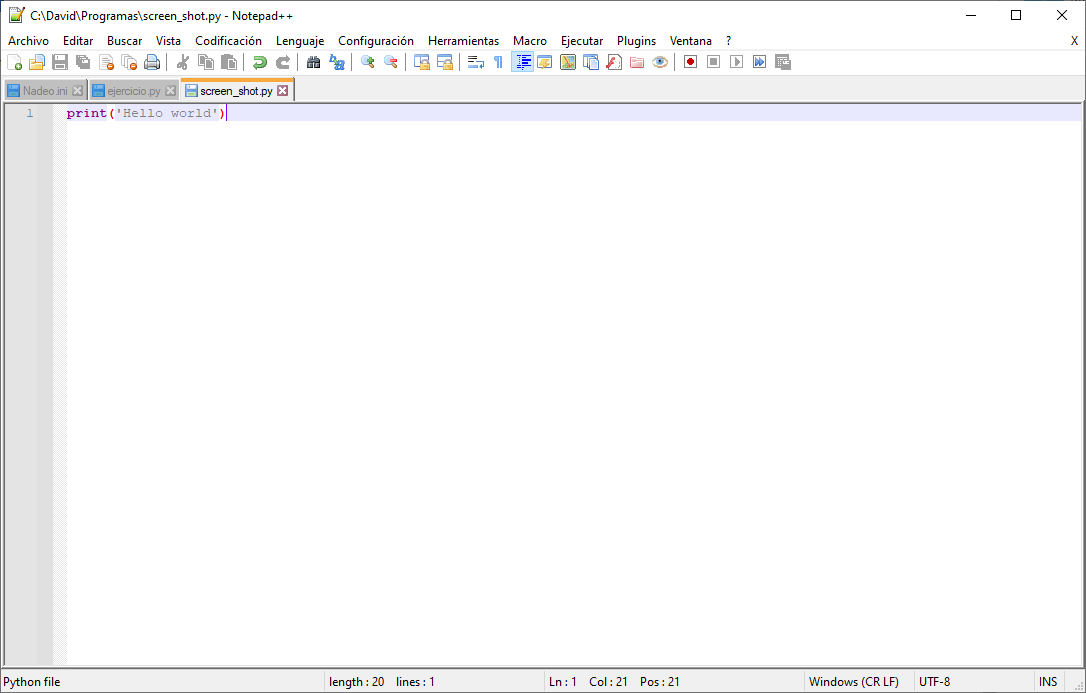 C:\David\Programas\screen_shot.py - Notepad++
Archivo Editar Buscar Vista Codificación Lenguaje Configuración Herramientas Macro Ejecutar Plugins Ventana ? X
Nadeo.ini ejercicio.py screen_shot.py
1 print('Hello world')
Python file length : 20 lines : 1 Ln : 1 Col : 21 Pos : 21 Windows (CR LF) UTF-8 INS